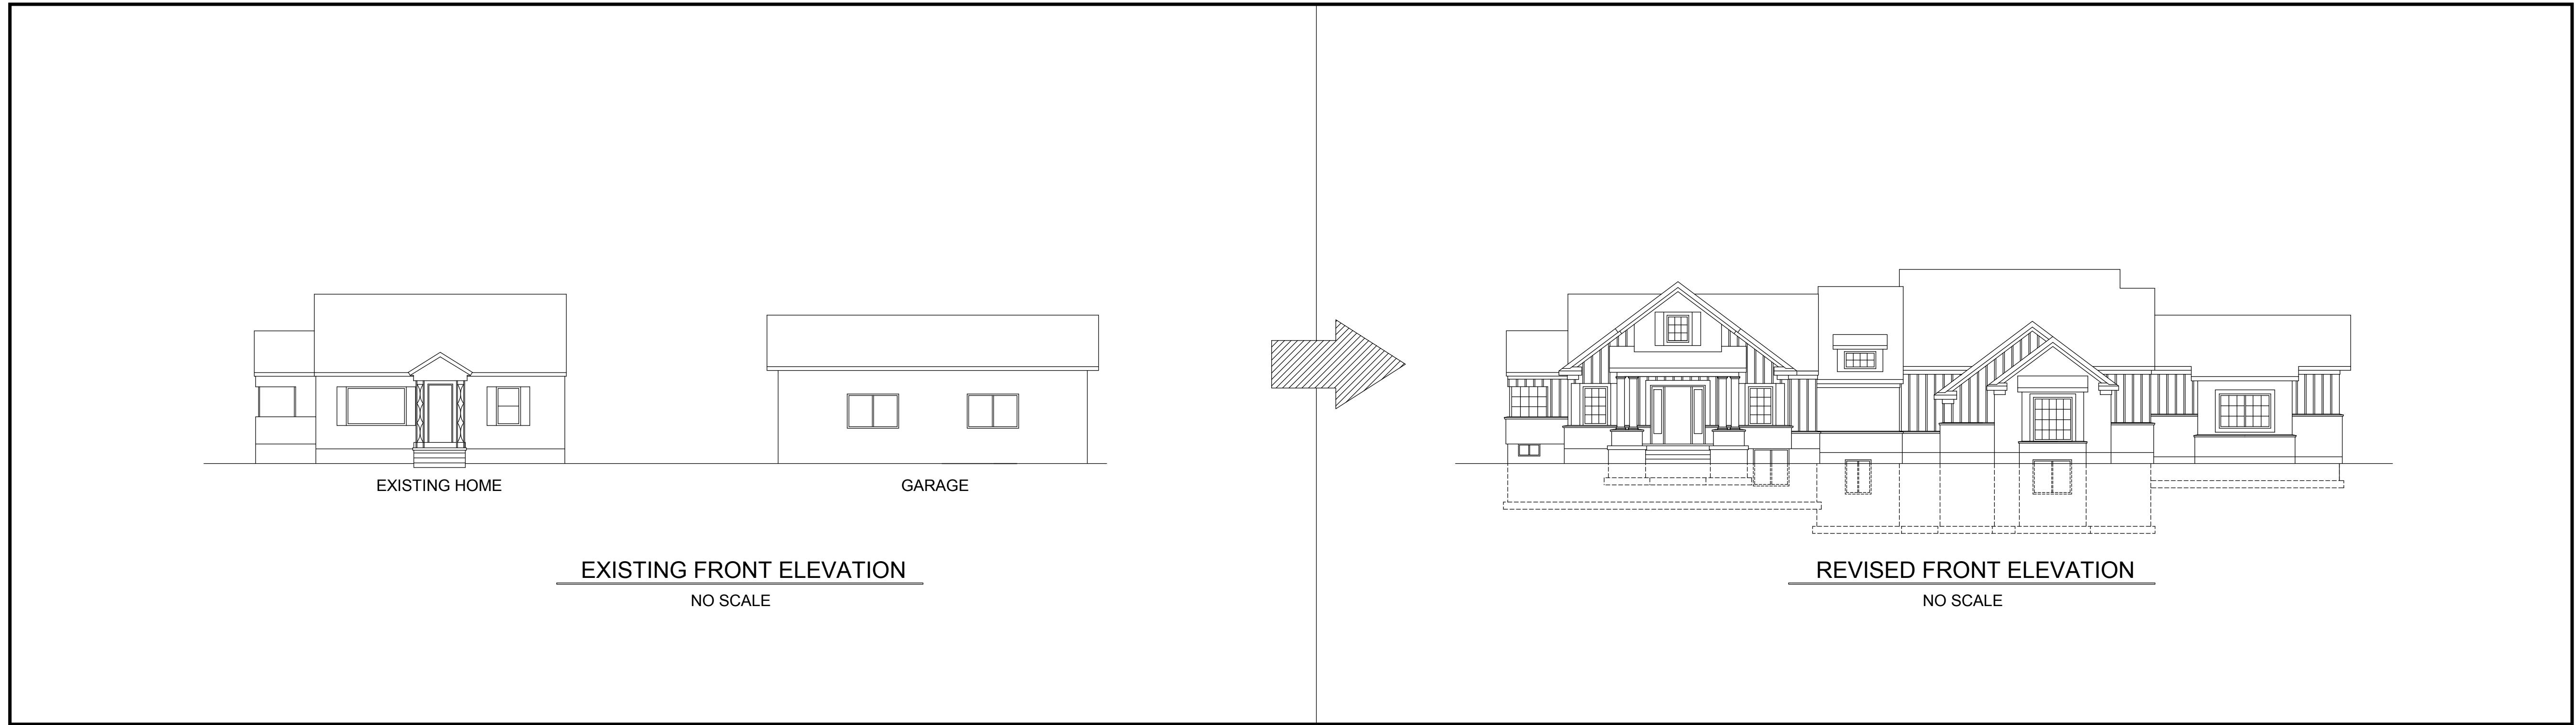 EXISTING HOME
GARAGE
EXISTING FRONT ELEVATION
NO SCALE
REVISED FRONT ELEVATION
NO SCALE